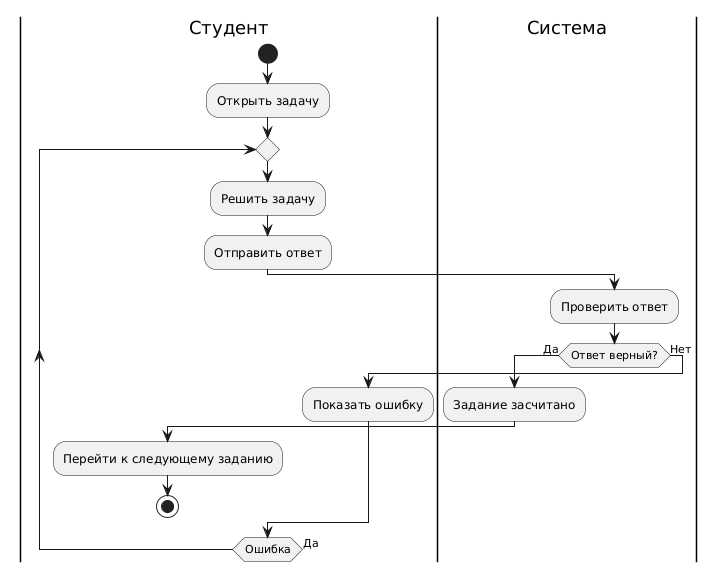 Студент
Система
Открыть задачу
Решить задачу
Отправить ответ
Проверить ответ
Да
Ответ верный?
Нет
Показать ошибку
Задание засчитано
Перейти к следующему заданию
Ошибка
Да